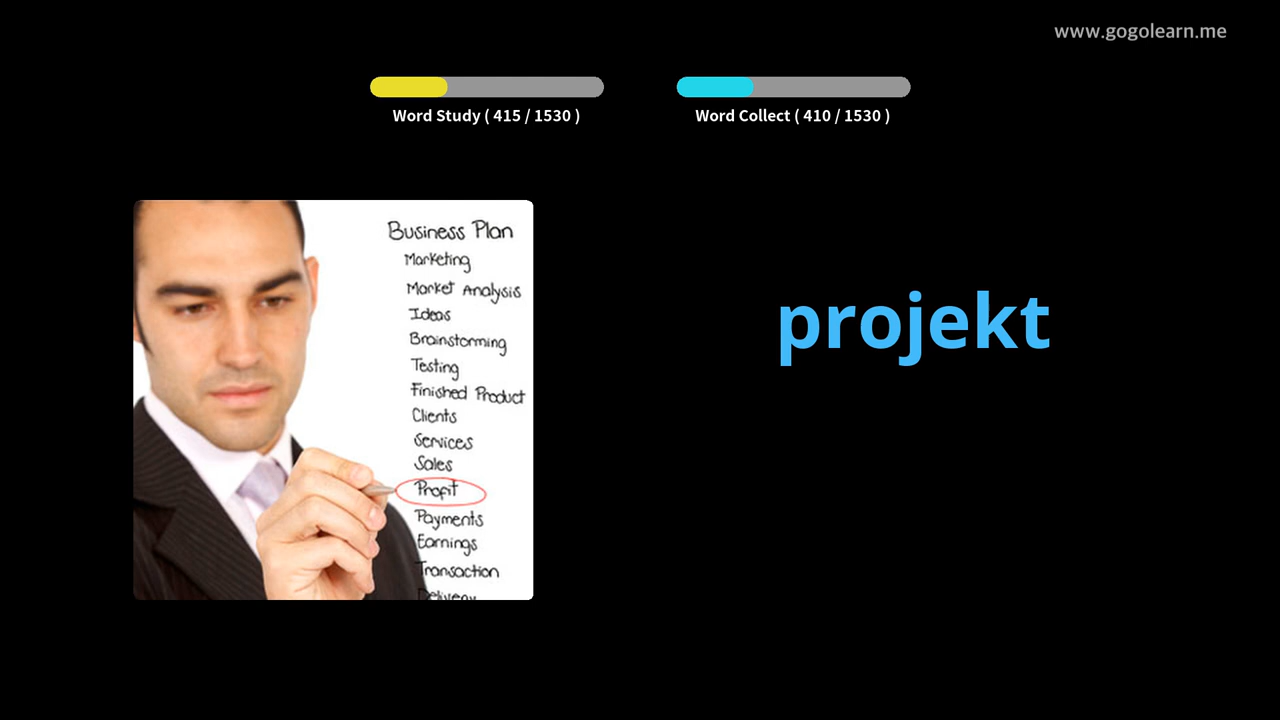 www.gogolearn.me
Word Study ( 415 / 1530 )
Word Collect ( 410 / 1530 )
Business Plan
Marketing
Market Analysis
Ideas
Brainstorming
Testing
Finished Product
Clients
Services
Sales
Profit
Payments
Earnings
Transaction
Delivery
projekt